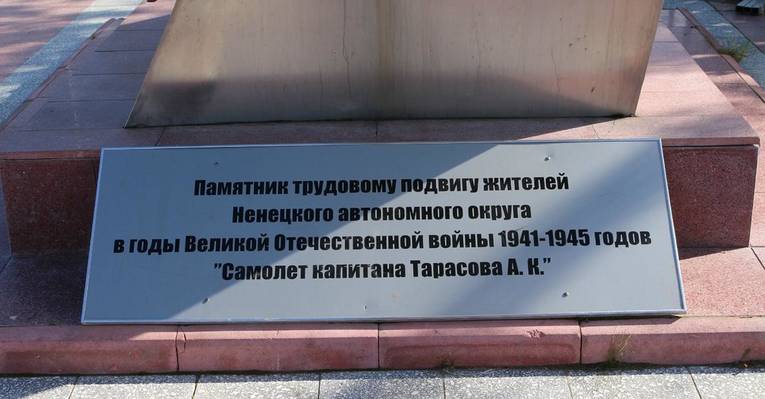 Памятник трудовому подвигу жителей
Ненецкого автономного округа
в годы Великой Отечественной войны 1941-1945 годов
"Самолет капитана Тарасова А. К."